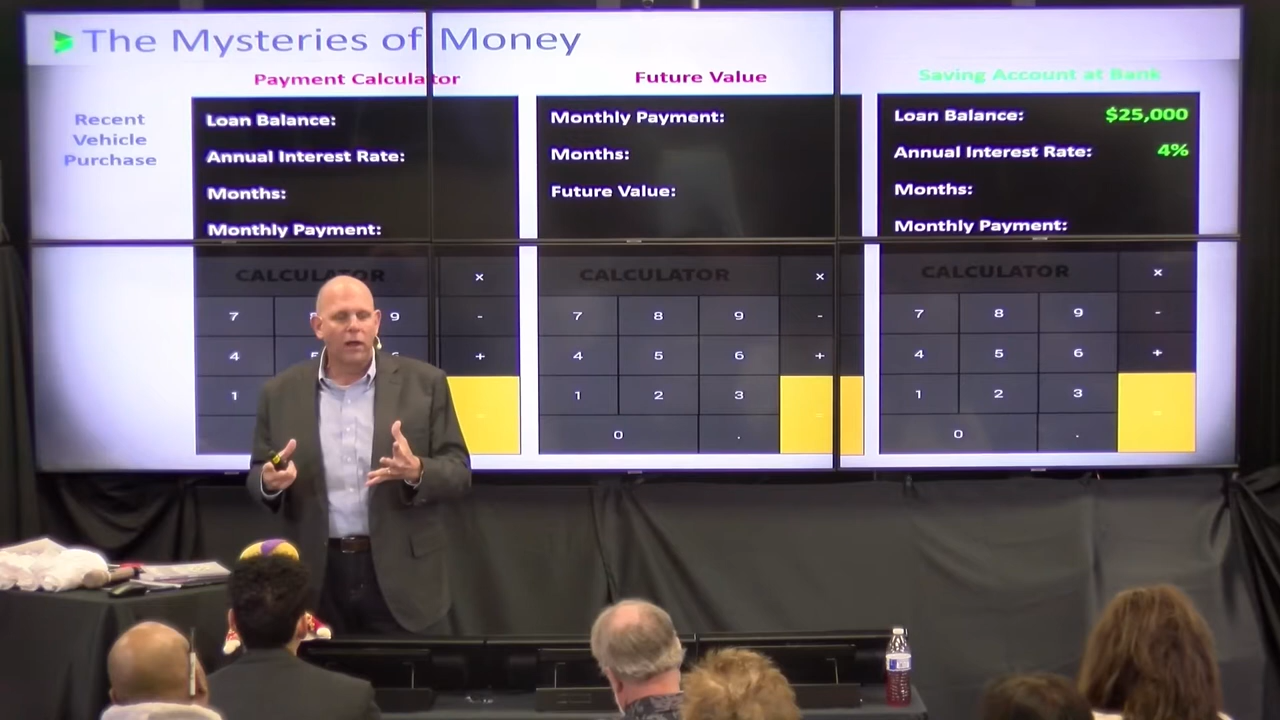 The Mysteries of Money
Payment Calculator
Future Value
Saving Account at Bank
Recent
Vehicle
Purchase
Loan Balance:
Annual Interest Rate:
Months:
Monthly Payment:
Monthly Payment:
Months:
Future Value:
Loan Balance: $25,000
Annual Interest Rate: 4%
Months:
Monthly Payment:
CALCULATOR ×
7 9 -
4 +
1
CALCULATOR ×
7 8 9 -
4 5 6 +
1 2 3 =
0 .
CALCULATOR ×
7 8 9 -
4 5 6 +
1 2 3 =
0 .